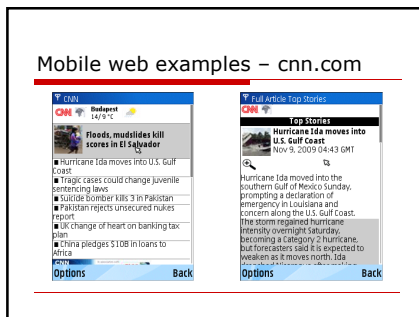 Mobile web examples – cnn.com
CNN
CNN
Budapest
14/9 °C
Floods, mudslides kill
scores in El Salvador
Hurricane Ida moves into U.S. Gulf
Coast
Tragic cases could change juvenile
sentencing laws
Suicide bomber kills 3 in Pakistan
Pakistan rejects unsecured nukes
report
UK change of heart on banking tax
plan
China pledges $10B in loans to
Africa
CNN
Options Back
Full Article Top Stories
CNN
Top Stories
Hurricane Ida moves into
U.S. Gulf Coast
Nov 9, 2009 04:43 GMT
Hurricane Ida moved into the
southern Gulf of Mexico Sunday,
prompting a declaration of
emergency in Louisiana and
concern along the U.S. Gulf Coast.
The storm regained hurricane
intensity overnight Saturday,
becoming a Category 2 hurricane,
but forecasters said it is expected to
weaken as it moves north. Ida
Options Back